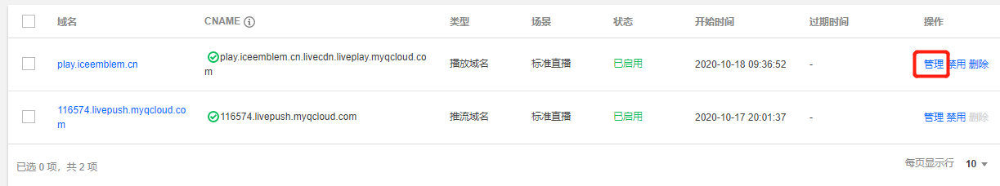 域名 CNAME 类型 场景 状态 开始时间 过期时间 操作
play.iceemblem.cn play.iceemblem.cn.livecdn.liveplay.myqcloud.co 播放域名 标准直播 已启用 2020-10-18 09:36:52 - 管理 禁用 删除
m
116574.livepush.myqcloud.co 116574.livepush.myqcloud.com 推流域名 标准直播 已启用 2020-10-17 20:01:37 - 管理 禁用 删除
m
已选 0 项，共 2 项 每页显示行 10